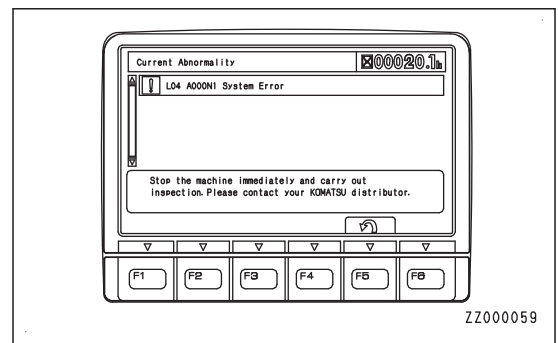 Current Abnormality
00020.1h
L04 A000N1 System Error
Stop the machine immediately and carry out
inspection. Please contact your KOMATSU distributor.
F1 F2 F3 F4 F5 F6
ZZ000059